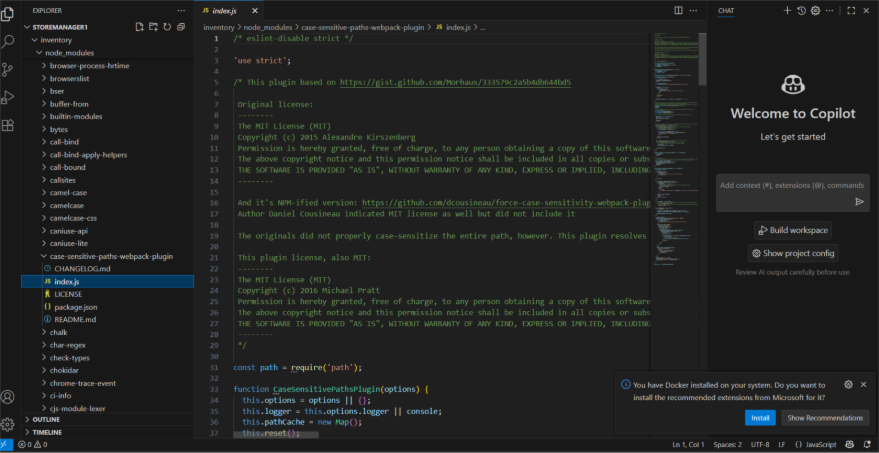 EXPLORER
STOREMANAGER1
inventory
node_modules
browser-process-hrtime
browserslist
bser
buffer-from
builtin-modules
bytes
call-bind
call-bind-apply-helpers
call-bound
callsites
camel-case
camelcase
camelcase-css
caniuse-api
caniuse-lite
case-sensitive-paths-webpack-plugin
CHANGELOG.md
JS index.js
LICENSE
{ } package.json
README.md
chalk
char-regex
check-types
chokidar
chrome-trace-event
ci-info
cjs-module-lexer
OUTLINE
TIMELINE
JS index.js
inventory > node_modules > case-sensitive-paths-webpack-plugin > JS index.js > ...
1 /* eslint-disable strict */
2
3 'use strict';
4
5 /* This plugin based on https://gist.github.com/Morhaus/333579c2a5b4db644bd5
6
7 Original license:
8 --------
9 The MIT License (MIT)
10 Copyright (c) 2015 Alexandre Kirszenberg
11 Permission is hereby granted, free of charge, to any person obtaining a copy of this software
12 The above copyright notice and this permission notice shall be included in all copies or subs
13 THE SOFTWARE IS PROVIDED "AS IS", WITHOUT WARRANTY OF ANY KIND, EXPRESS OR IMPLIED, INCLUDING
14 --------
15
16 And it's NPM-ified version: https://github.com/dcousineau/force-case-sensitivity-webpack-plug
17 Author Daniel Cousineau indicated MIT license as well but did not include it
18
19 The originals did not properly case-sensitize the entire path, however. This plugin resolves
20
21 This plugin license, also MIT:
22 --------
23 The MIT License (MIT)
24 Copyright (c) 2016 Michael Pratt
25 Permission is hereby granted, free of charge, to any person obtaining a copy of this software
26 The above copyright notice and this permission notice shall be included in all copies or subs
27 THE SOFTWARE IS PROVIDED "AS IS", WITHOUT WARRANTY OF ANY KIND, EXPRESS OR IMPLIED, INCLUDING
28 --------
29 */
30
31 const path = require('path');
32
33 function CaseSensitivePathsPlugin(options) {
34 this.options = options || {};
35 this.logger = this.options.logger || console;
36 this.pathCache = new Map();
37 this.reset();
CHAT
Welcome to Copilot
Let's get started
Add context (#), extensions (@), commands
Build workspace
Show project config
Review AI output carefully before use.
You have Docker installed on your system. Do you want to
install the recommended extensions from Microsoft for it?
Install
Show Recommendations
0 0
Ln 1, Col 1
Spaces: 2
UTF-8
LF
{ } JavaScript